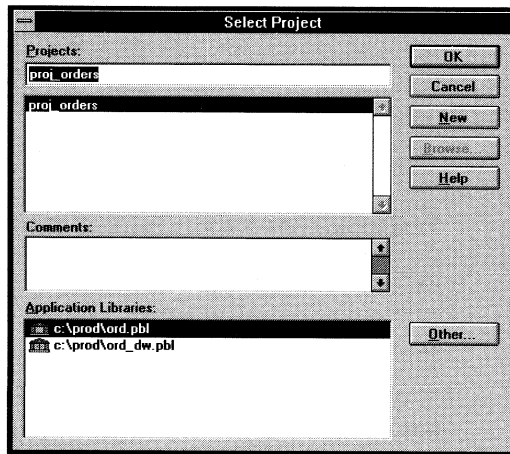 Select Project
Projects:
proj_orders
proj_orders
Comments:
Application Libraries:
c:\prod\ord.pbl
c:\prod\ord_dw.pbl
OK
Cancel
New
Browse...
Help
Other...